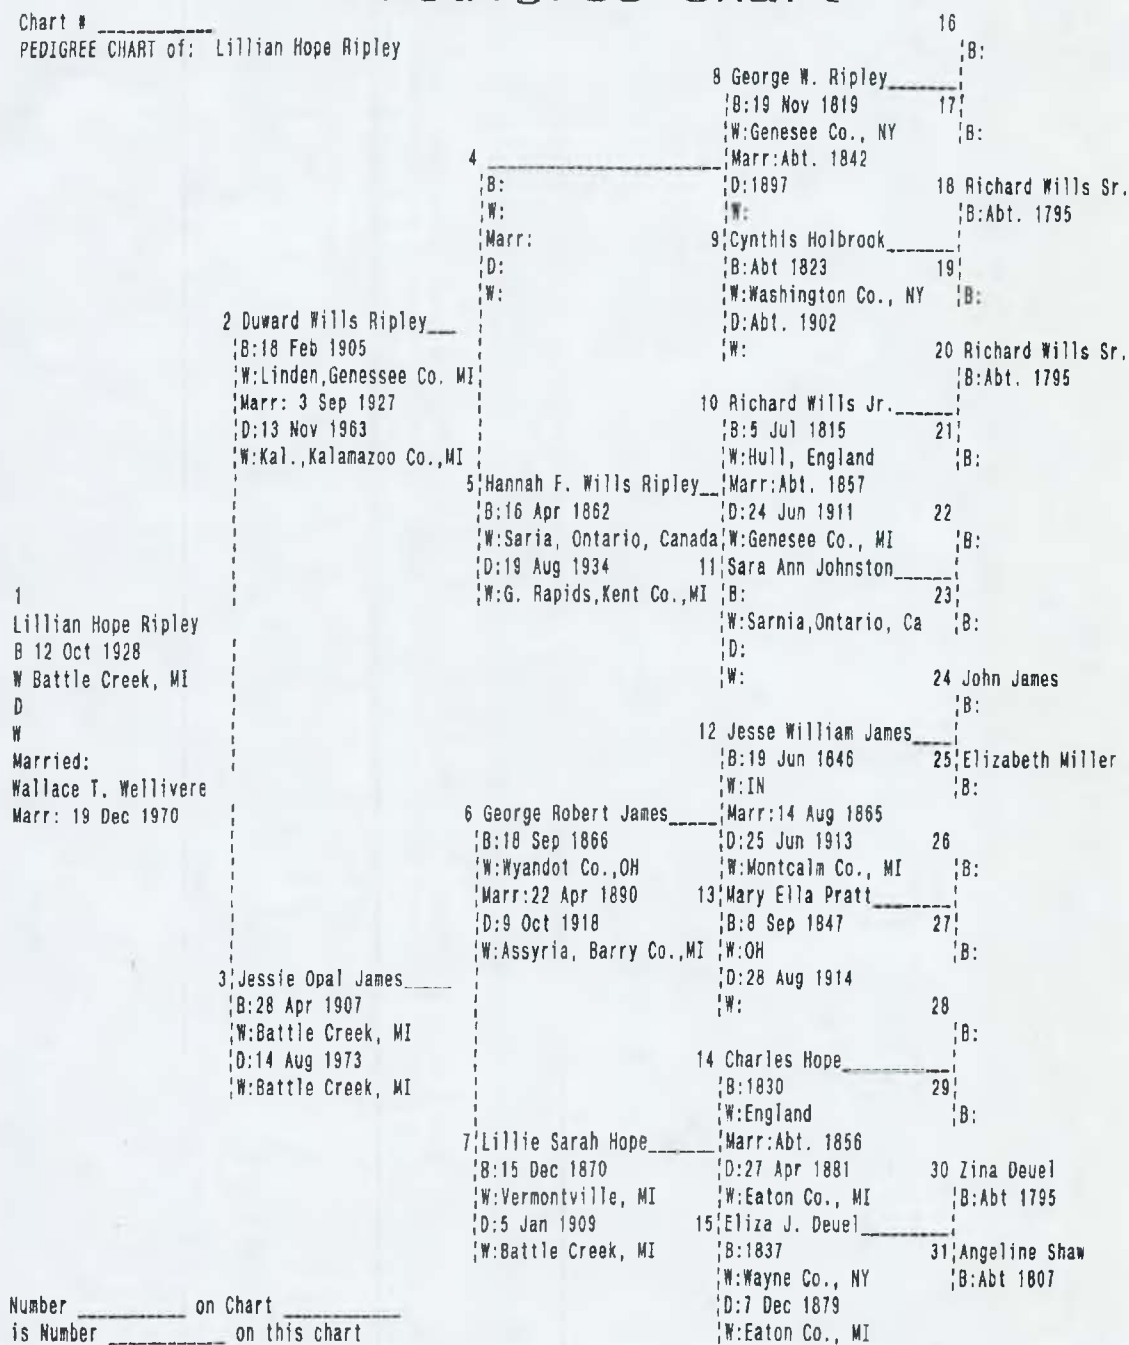 Pedigree Chart
Chart # ____________
PEDIGREE CHART of: Lillian Hope Ripley
1
Lillian Hope Ripley
B 12 Oct 1928
W Battle Creek, MI
D
W
Married:
Wallace T. Wellivere
Marr: 19 Dec 1970
2 Duward Wills Ripley___
B:18 Feb 1905
W:Linden,Genessee Co. MI
Marr: 3 Sep 1927
D:13 Nov 1963
W:Kal.,Kalamazoo Co.,MI
3 Jessie Opal James_____
B:28 Apr 1907
W:Battle Creek, MI
D:14 Aug 1973
W:Battle Creek, MI
4 ______________________
B:
W:
Marr:
D:
W:
5 Hannah F. Wills Ripley__
B:16 Apr 1862
W:Saria, Ontario, Canada
D:19 Aug 1934
W:G. Rapids,Kent Co.,MI
6 George Robert James_____
B:18 Sep 1866
W:Wyandot Co.,OH
Marr:22 Apr 1890
D:9 Oct 1918
W:Assyria, Barry Co.,MI
7 Lillie Sarah Hope_______
B:15 Dec 1870
W:Vermontville, MI
D:5 Jan 1909
W:Battle Creek, MI
8 George W. Ripley_______
B:19 Nov 1819
W:Genesee Co., NY
Marr:Abt. 1842
D:1897
W:
9 Cynthis Holbrook_______
B:Abt 1823
W:Washington Co., NY
D:Abt. 1902
W:
10 Richard Wills Jr.______
B:5 Jul 1815
W:Hull, England
Marr:Abt. 1857
D:24 Jun 1911
W:Genesee Co., MI
11 Sara Ann Johnston______
B:
W:Sarnia,Ontario, Ca
D:
W:
12 Jesse William James____
B:19 Jun 1846
W:IN
Marr:14 Aug 1865
D:25 Jun 1913
W:Montcalm Co., MI
13 Mary Ella Pratt________
B:8 Sep 1847
W:OH
D:28 Aug 1914
W:
14 Charles Hope___________
B:1830
W:England
Marr:Abt. 1856
D:27 Apr 1881
W:Eaton Co., MI
15 Eliza J. Deuel_________
B:1837
W:Wayne Co., NY
D:7 Dec 1879
W:Eaton Co., MI
16
B:
17
B:
18 Richard Wills Sr.
B:Abt. 1795
19
B:
20 Richard Wills Sr.
B:Abt. 1795
21
B:
22
B:
23
B:
24 John James
B:
25 Elizabeth Miller
B:
26
B:
27
B:
28
B:
29
B:
30 Zina Deuel
B:Abt 1795
31 Angeline Shaw
B:Abt 1807
Number __________ on Chart ___________
is Number ___________ on this chart